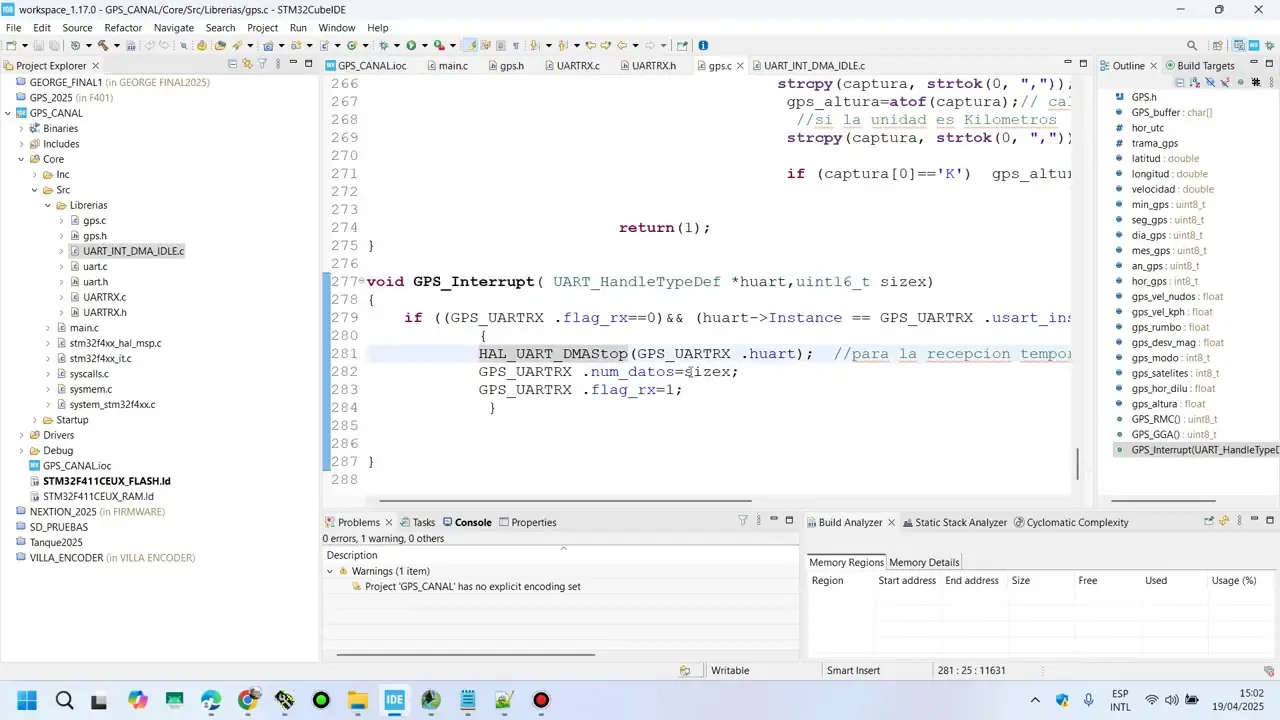 workspace_1.17.0 - GPS_CANAL/Core/Src/Librerias/gps.c - STM32CubeIDE
File Edit Source Refactor Navigate Search Project Run Window Help
Project Explorer
GEORGE_FINAL1 (in GEORGE FINAL2025)
GPS_2025 (in F401)
GPS_CANAL
Binaries
Includes
Core
Inc
Src
Librerias
gps.c
gps.h
UART_INT_DMA_IDLE.c
uart.c
uart.h
UARTRX.c
UARTRX.h
main.c
stm32f4xx_hal_msp.c
stm32f4xx_it.c
syscalls.c
sysmem.c
system_stm32f4xx.c
Startup
Drivers
Debug
GPS_CANAL.ioc
STM32F411CEUX_FLASH.ld
STM32F411CEUX_RAM.ld
NEXTION_2025 (in FIRMWARE)
SD_PRUEBAS
Tanque2025
VILLA_ENCODER (in VILLA ENCODER)
GPS_CANAL.ioc main.c gps.h UARTRX.c UARTRX.h gps.c UART_INT_DMA_IDLE.c
266 strcpy(captura, strtok(0, ","));
267 gps_altura=atof(captura);// cal
268 //si la unidad es Kilometros
269 strcpy(captura, strtok(0, ","))
270
271 if (captura[0]=='K') gps_altur
272
273
274 return(1);
275 }
276
277 void GPS_Interrupt( UART_HandleTypeDef *huart,uint16_t sizex)
278 {
279 if ((GPS_UARTRX .flag_rx==0)&& (huart->Instance == GPS_UARTRX .usart_ins
280 {
281 HAL_UART_DMAStop(GPS_UARTRX .huart); //para la recepcion tempor
282 GPS_UARTRX .num_datos=sizex;
283 GPS_UARTRX .flag_rx=1;
284 }
285
286
287 }
288
Outline Build Targets
GPS.h
GPS_buffer : char[]
hor_utc
trama_gps
latitud : double
longitud : double
velocidad : double
min_gps : uint8_t
seg_gps : uint8_t
dia_gps : uint8_t
mes_gps : uint8_t
an_gps : uint8_t
hor_gps : uint8_t
gps_vel_nudos : float
gps_vel_kph : float
gps_rumbo : float
gps_desv_mag : float
gps_modo : int8_t
gps_satelites : int8_t
gps_hor_dilu : float
gps_altura : float
GPS_RMC() : uint8_t
GPS_GGA() : uint8_t
GPS_Interrupt(UART_HandleTypeD
Problems Tasks Console Properties
0 errors, 1 warning, 0 others
Description
Warnings (1 item)
Project 'GPS_CANAL' has no explicit encoding set
Build Analyzer Static Stack Analyzer Cyclomatic Complexity
Memory Regions Memory Details
Region Start address End address Size Free Used Usage (%)
Writable Smart Insert 281 : 25 : 11631
ESP
INTL
15:02
19/04/2025